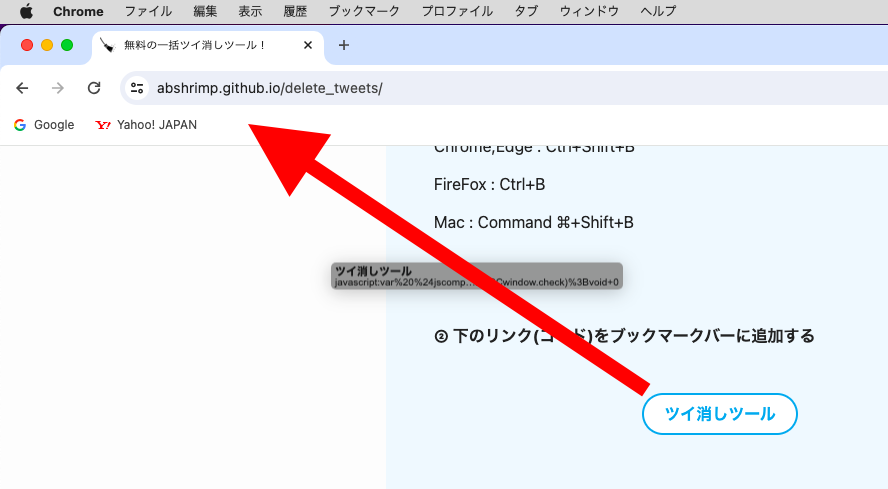 Chrome ファイル 編集 表示 履歴 ブックマーク プロファイル タブ ウィンドウ ヘルプ
無料の一括ツイ消しツール！
abshrimp.github.io/delete_tweets/
Google Yahoo! JAPAN
Chrome,Edge : Ctrl+Shift+B
FireFox : Ctrl+B
Mac : Command ⌘+Shift+B
ツイ消しツール
javascript:var%20%24jscomp window.check)%3Bvoid+0
② 下のリンク(コード)をブックマークバーに追加する
ツイ消しツール